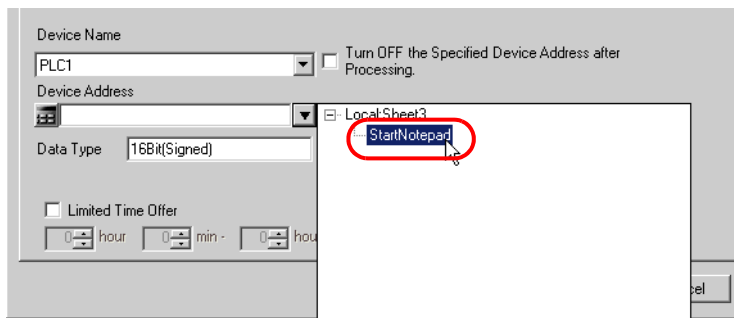 Device Name
PLC1
Turn OFF the Specified Device Address after
Processing.
Device Address
Local:Sheet3
StartNotepad
Data Type 16Bit(Signed)
Limited Time Offer
0 hour 0 min - 0 hou
cel